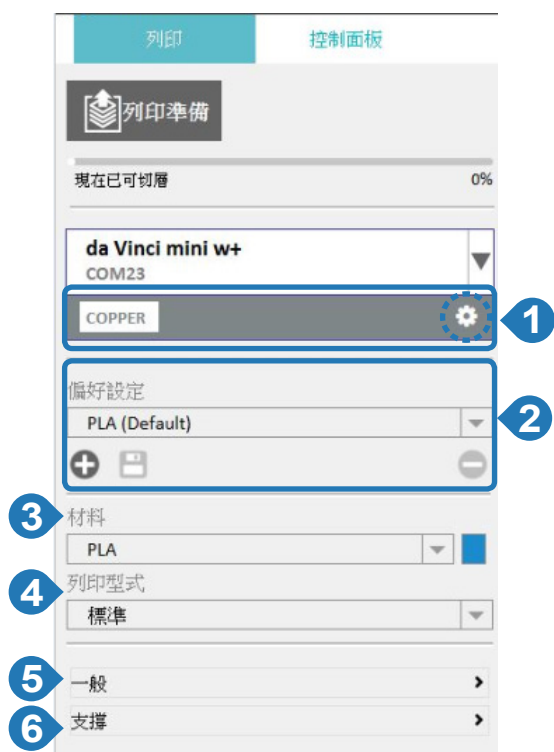 列印 控制面板
列印準備
現在已可切層 0%
da Vinci mini w+
COM23
COPPER
1
偏好設定
PLA (Default)
2
3 材料
PLA
4 列印型式
標準
5 一般
6 支撐